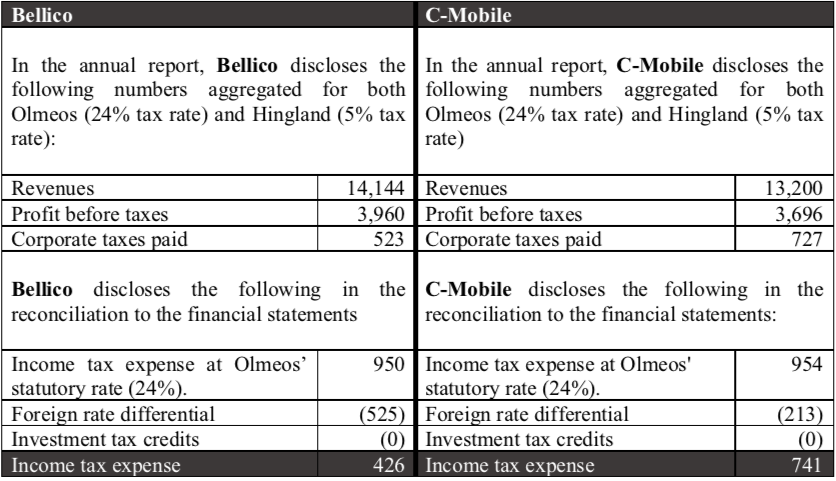 Bellico
C-Mobile
In the annual report, Bellico discloses the
following numbers aggregated for both
Olmeos (24% tax rate) and Hingland (5% tax
rate):
In the annual report, C-Mobile discloses the
following numbers aggregated for both
Olmeos (24% tax rate) and Hingland (5% tax
rate)
Revenues 14,144
Revenues 13,200
Profit before taxes 3,960
Profit before taxes 3,696
Corporate taxes paid 523
Corporate taxes paid 727
Bellico discloses the following in the
reconciliation to the financial statements
C-Mobile discloses the following in the
reconciliation to the financial statements:
Income tax expense at Olmeos’ 950
statutory rate (24%).
Income tax expense at Olmeos' 954
statutory rate (24%).
Foreign rate differential (525)
Foreign rate differential (213)
Investment tax credits (0)
Investment tax credits (0)
Income tax expense 426
Income tax expense 741